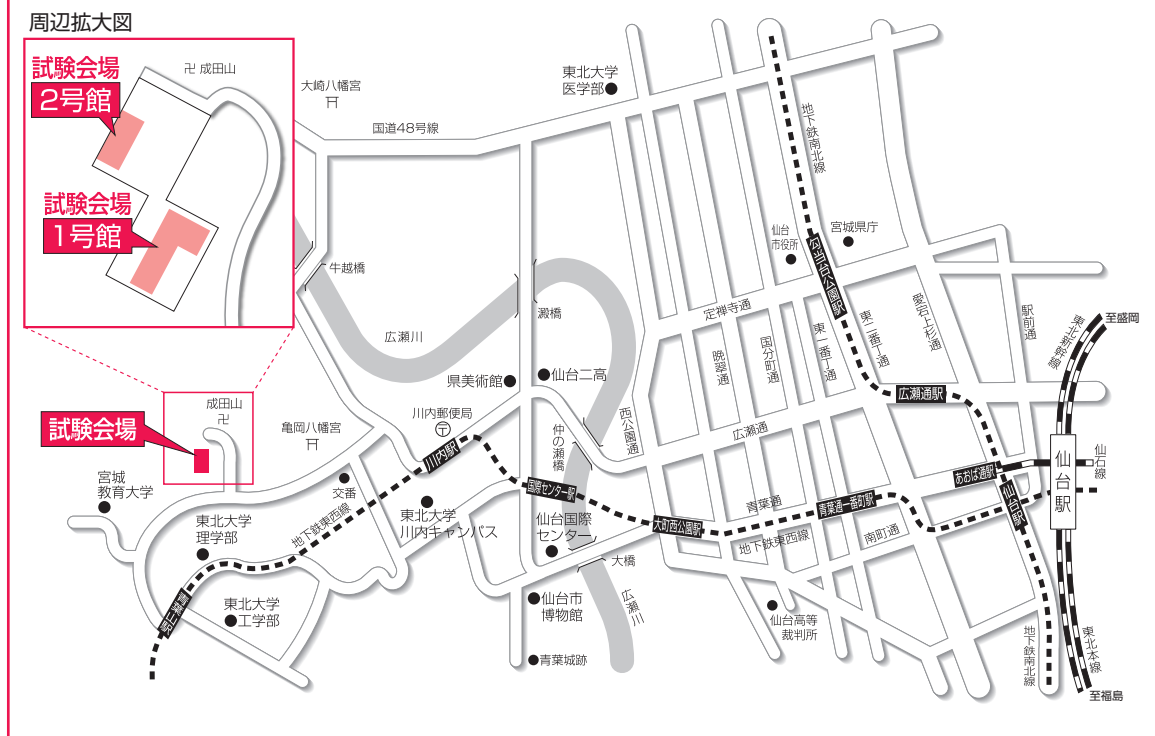 周辺拡大図
試験会場
2号館
卍 成田山
試験会場
1号館
大崎八幡宮
国道48号線
東北大学
医学部
地下鉄南北線
仙台
市役所
宮城県庁
勾当台公園駅
牛越橋
広瀬川
澱橋
定禅寺通
晩翠通
国分町通
東一番丁通
東二番丁通
愛宕上杉通
駅前通
東北新幹線
至盛岡
県美術館
仙台二高
広瀬通駅
成田山
卍
試験会場
亀岡八幡宮
川内郵便局
川内駅
仲の瀬橋
西公園通
広瀬通
あおば通駅
仙台駅
仙台駅
仙石線
宮城
教育大学
交番
国際センター駅
東北大学
理学部
地下鉄東西線
東北大学
川内キャンパス
仙台国際
センター
大町西公園駅
青葉通
青葉通一番町駅
地下鉄東西線
南町通
大橋
青葉山駅
東北大学
工学部
仙台市
博物館
広瀬川
仙台高等
裁判所
青葉城跡
地下鉄南北線
東北本線
至福島